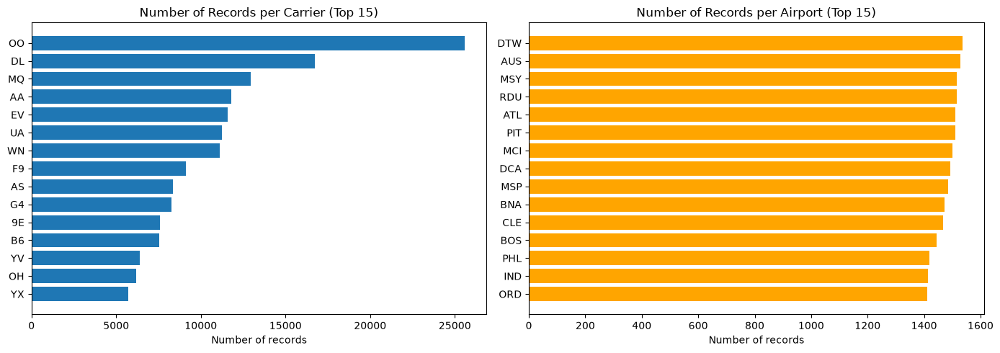 Number of Records per Carrier (Top 15)
OO
DL
MQ
AA
EV
UA
WN
F9
AS
G4
9E
B6
YV
OH
YX
0 5000 10000 15000 20000 25000
Number of records
Number of Records per Airport (Top 15)
DTW
AUS
MSY
RDU
ATL
PIT
MCI
DCA
MSP
BNA
CLE
BOS
PHL
IND
ORD
0 200 400 600 800 1000 1200 1400 1600
Number of records